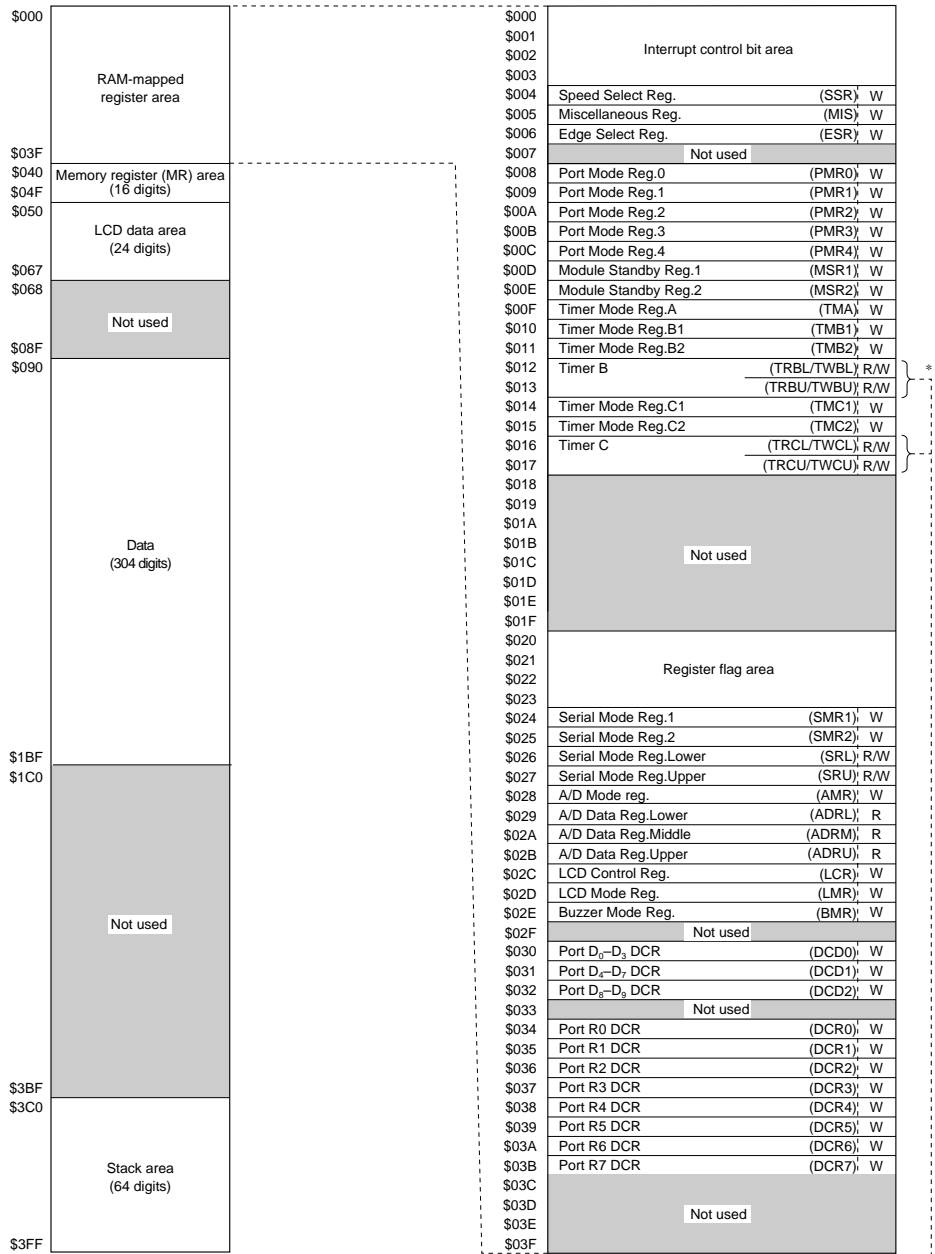 $000
RAM-mapped
register area
$03F
$040
Memory register (MR) area
(16 digits)
$04F
$050
LCD data area
(24 digits)
$067
$068
Not used
$08F
$090
Data
(304 digits)
$1BF
$1C0
Not used
$3BF
$3C0
Stack area
(64 digits)
$3FF
$000
$001
Interrupt control bit area
$002
$003
$004 Speed Select Reg. (SSR) W
$005 Miscellaneous Reg. (MIS) W
$006 Edge Select Reg. (ESR) W
$007 Not used
$008 Port Mode Reg.0 (PMR0) W
$009 Port Mode Reg.1 (PMR1) W
$00A Port Mode Reg.2 (PMR2) W
$00B Port Mode Reg.3 (PMR3) W
$00C Port Mode Reg.4 (PMR4) W
$00D Module Standby Reg.1 (MSR1) W
$00E Module Standby Reg.2 (MSR2) W
$00F Timer Mode Reg.A (TMA) W
$010 Timer Mode Reg.B1 (TMB1) W
$011 Timer Mode Reg.B2 (TMB2) W
$012 Timer B (TRBL/TWBL) R/W *
$013 (TRBU/TWBU) R/W
$014 Timer Mode Reg.C1 (TMC1) W
$015 Timer Mode Reg.C2 (TMC2) W
$016 Timer C (TRCL/TWCL) R/W
$017 (TRCU/TWCU) R/W
$018
$019
$01A
$01B
$01C Not used
$01D
$01E
$01F
$020
$021
Register flag area
$022
$023
$024 Serial Mode Reg.1 (SMR1) W
$025 Serial Mode Reg.2 (SMR2) W
$026 Serial Mode Reg.Lower (SRL) R/W
$027 Serial Mode Reg.Upper (SRU) R/W
$028 A/D Mode reg. (AMR) W
$029 A/D Data Reg.Lower (ADRL) R
$02A A/D Data Reg.Middle (ADRM) R
$02B A/D Data Reg.Upper (ADRU) R
$02C LCD Control Reg. (LCR) W
$02D LCD Mode Reg. (LMR) W
$02E Buzzer Mode Reg. (BMR) W
$02F Not used
$030 Port D₀–D₃ DCR (DCD0) W
$031 Port D₄–D₇ DCR (DCD1) W
$032 Port D₈–D₉ DCR (DCD2) W
$033 Not used
$034 Port R0 DCR (DCR0) W
$035 Port R1 DCR (DCR1) W
$036 Port R2 DCR (DCR2) W
$037 Port R3 DCR (DCR3) W
$038 Port R4 DCR (DCR4) W
$039 Port R5 DCR (DCR5) W
$03A Port R6 DCR (DCR6) W
$03B Port R7 DCR (DCR7) W
$03C
$03D
Not used
$03E
$03F